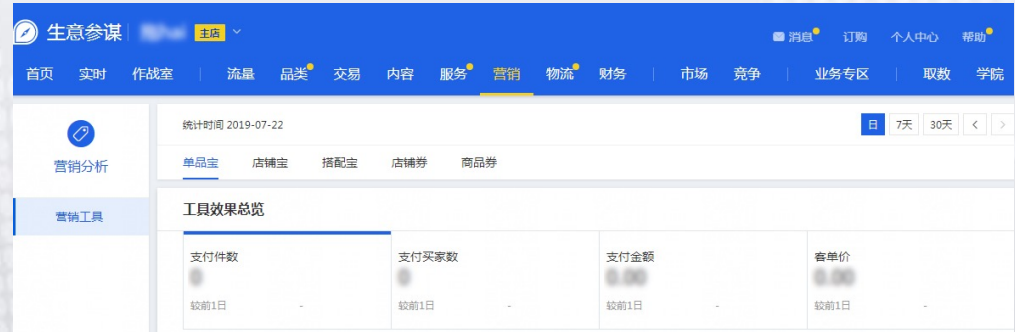 生意参谋 主店
消息 订购 个人中心 帮助
首页 实时 作战室 流量 品类 交易 内容 服务 营销 物流 财务 市场 竞争 业务专区 取数 学院
统计时间 2019-07-22 日 7天 30天 < >
营销分析
单品宝 店铺宝 搭配宝 店铺券 商品券
营销工具
工具效果总览
支付件数 支付买家数 支付金额 客单价
较前1日 - 较前1日 - 较前1日 - 较前1日 -